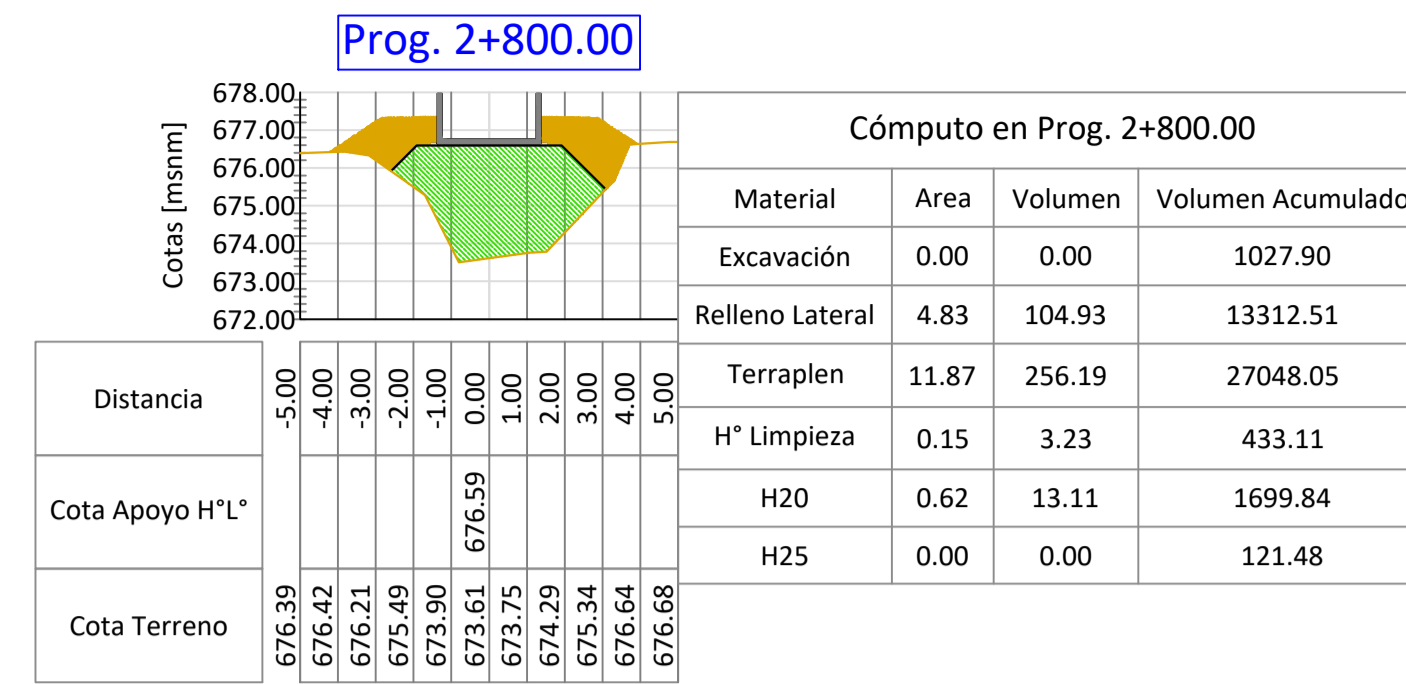 Prog. 2+800.00
Cotas [msnm]
678.00
677.00
676.00
675.00
674.00
673.00
672.00
Distancia -5.00 -4.00 -3.00 -2.00 -1.00 0.00 1.00 2.00 3.00 4.00 5.00
Cota Apoyo H°L° 676.59
Cota Terreno 676.39 676.42 676.21 675.49 673.90 673.61 673.75 674.29 675.34 676.64 676.68
Cómputo en Prog. 2+800.00
Material Area Volumen Volumen Acumulado
Excavación 0.00 0.00 1027.90
Relleno Lateral 4.83 104.93 13312.51
Terraplen 11.87 256.19 27048.05
H° Limpieza 0.15 3.23 433.11
H20 0.62 13.11 1699.84
H25 0.00 0.00 121.48